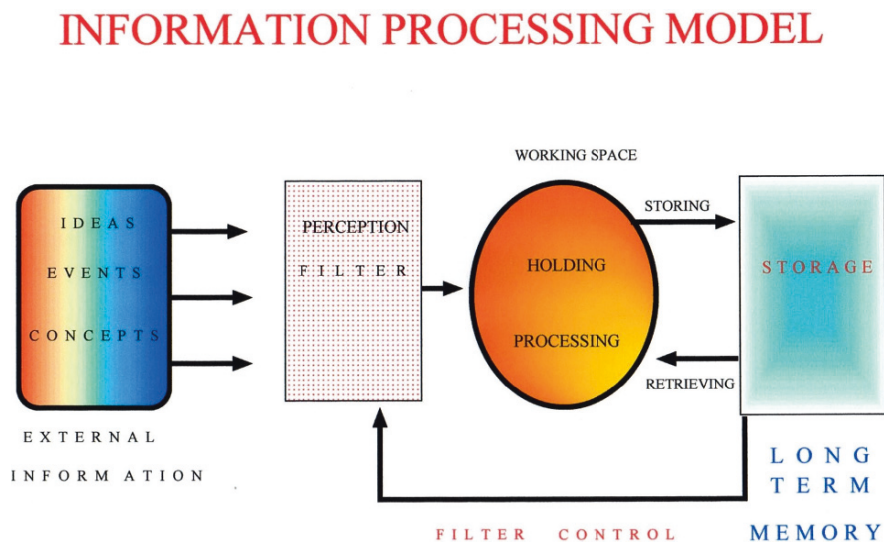 INFORMATION PROCESSING MODEL
IDEAS
EVENTS
CONCEPTS
EXTERNAL
INFORMATION
PERCEPTION
FILTER
WORKING SPACE
HOLDING
PROCESSING
STORING
RETRIEVING
STORAGE
LONG
TERM
MEMORY
FILTER CONTROL